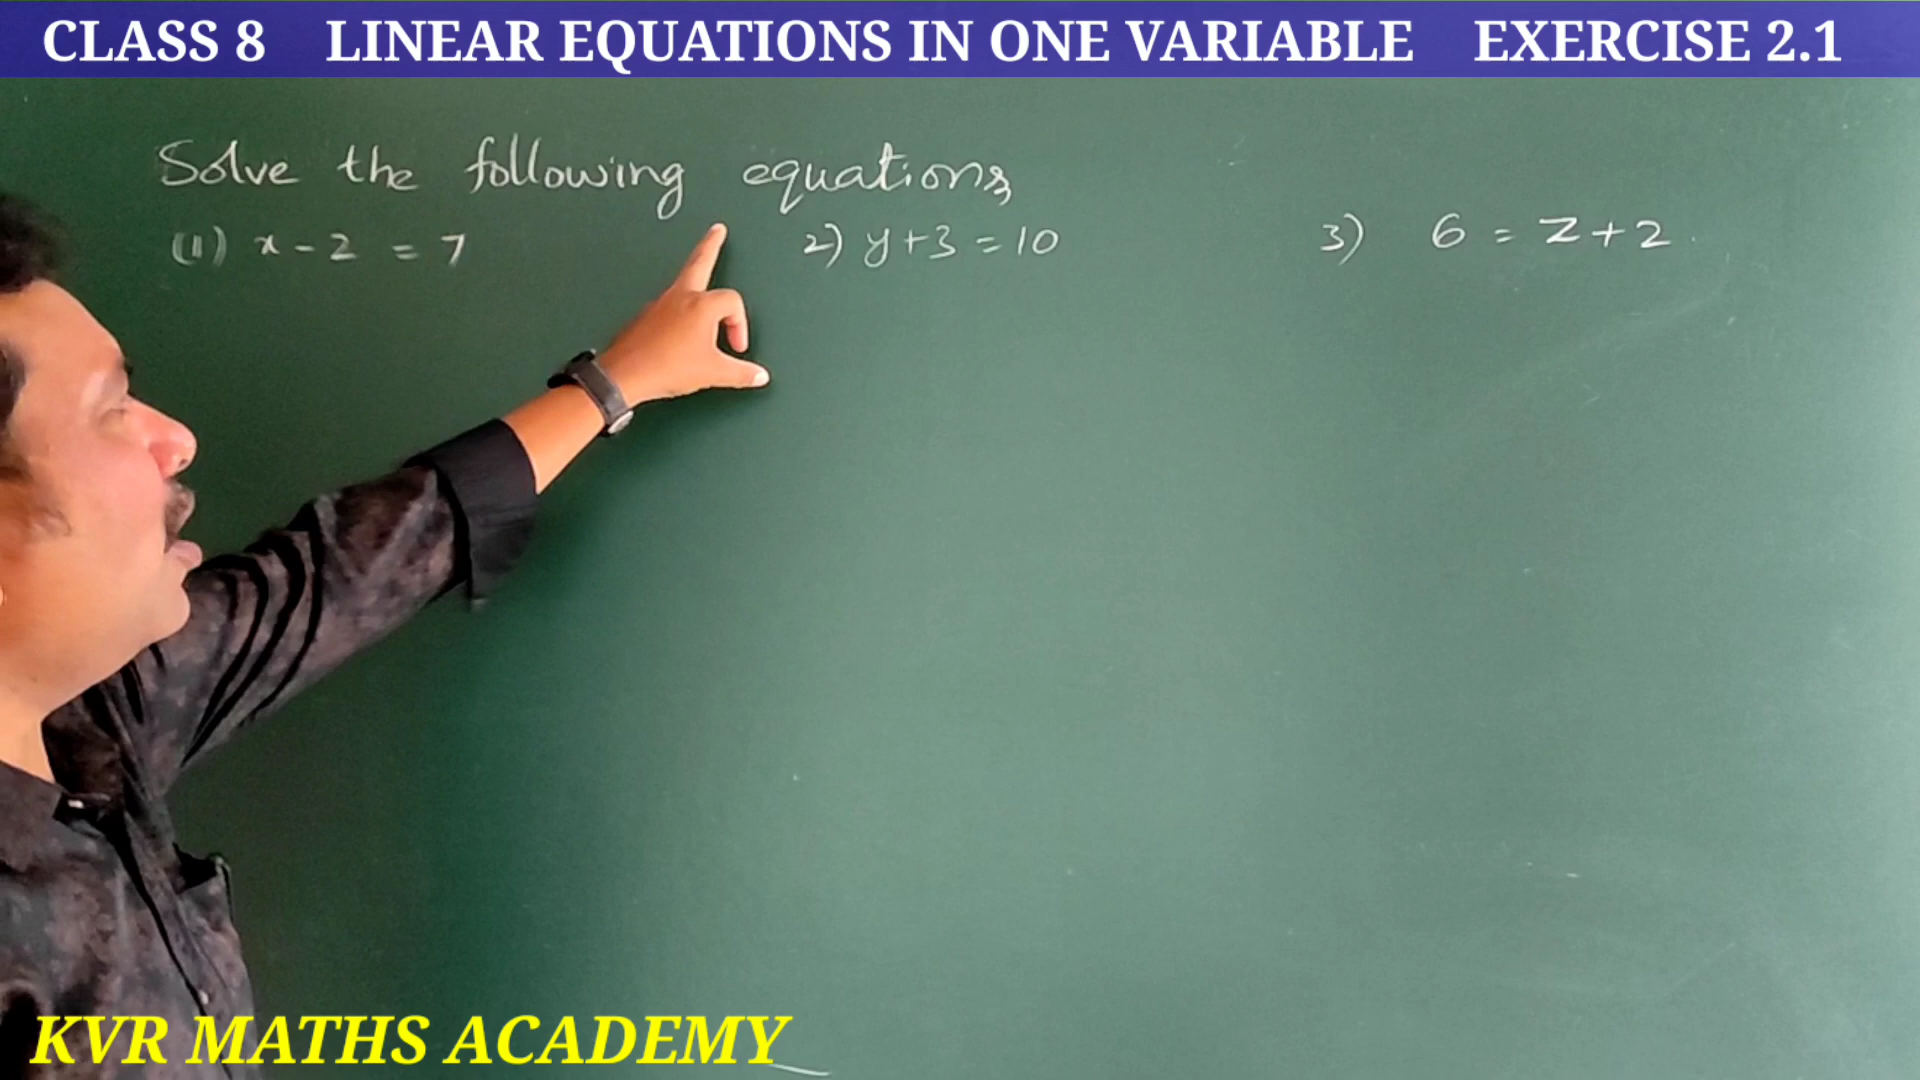 CLASS 8 LINEAR EQUATIONS IN ONE VARIABLE EXERCISE 2.1
Solve the following equations
(1) x - 2 = 7 2) y + 3 = 10 3) 6 = z + 2
KVR MATHS ACADEMY